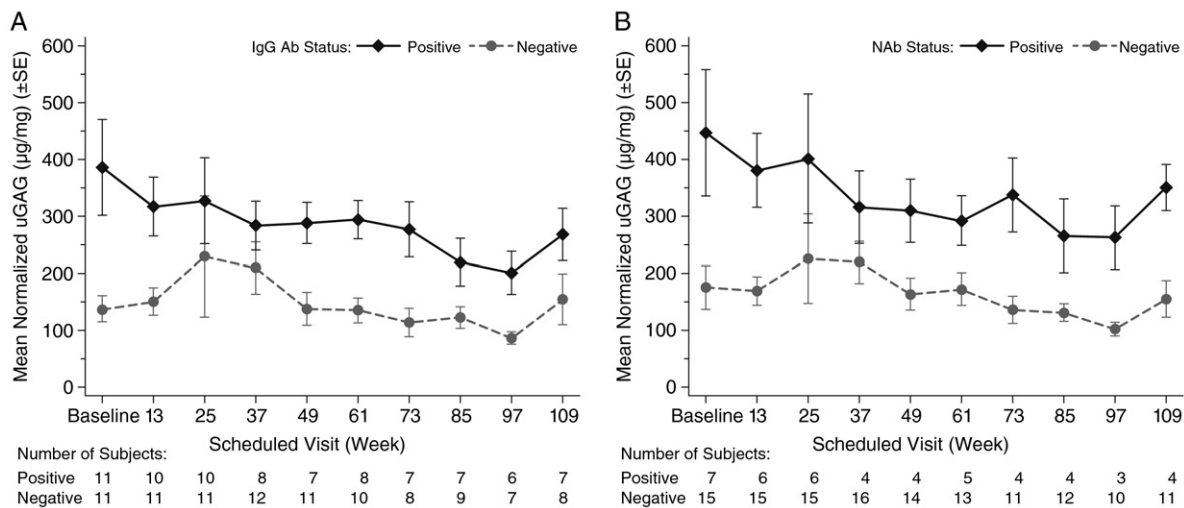 A
IgG Ab Status: Positive Negative
Mean Normalized uGAG (µg/mg) (±SE)
600
500
400
300
200
100
0
Baseline 13 25 37 49 61 73 85 97 109
Scheduled Visit (Week)
Number of Subjects:
Positive 11 10 10 8 7 8 7 7 6 7
Negative 11 11 11 12 11 10 8 9 7 8
B
NAb Status: Positive Negative
Mean Normalized uGAG (µg/mg) (±SE)
600
500
400
300
200
100
0
Baseline 13 25 37 49 61 73 85 97 109
Scheduled Visit (Week)
Number of Subjects:
Positive 7 6 6 4 4 5 4 4 3 4
Negative 15 15 15 16 14 13 11 12 10 11